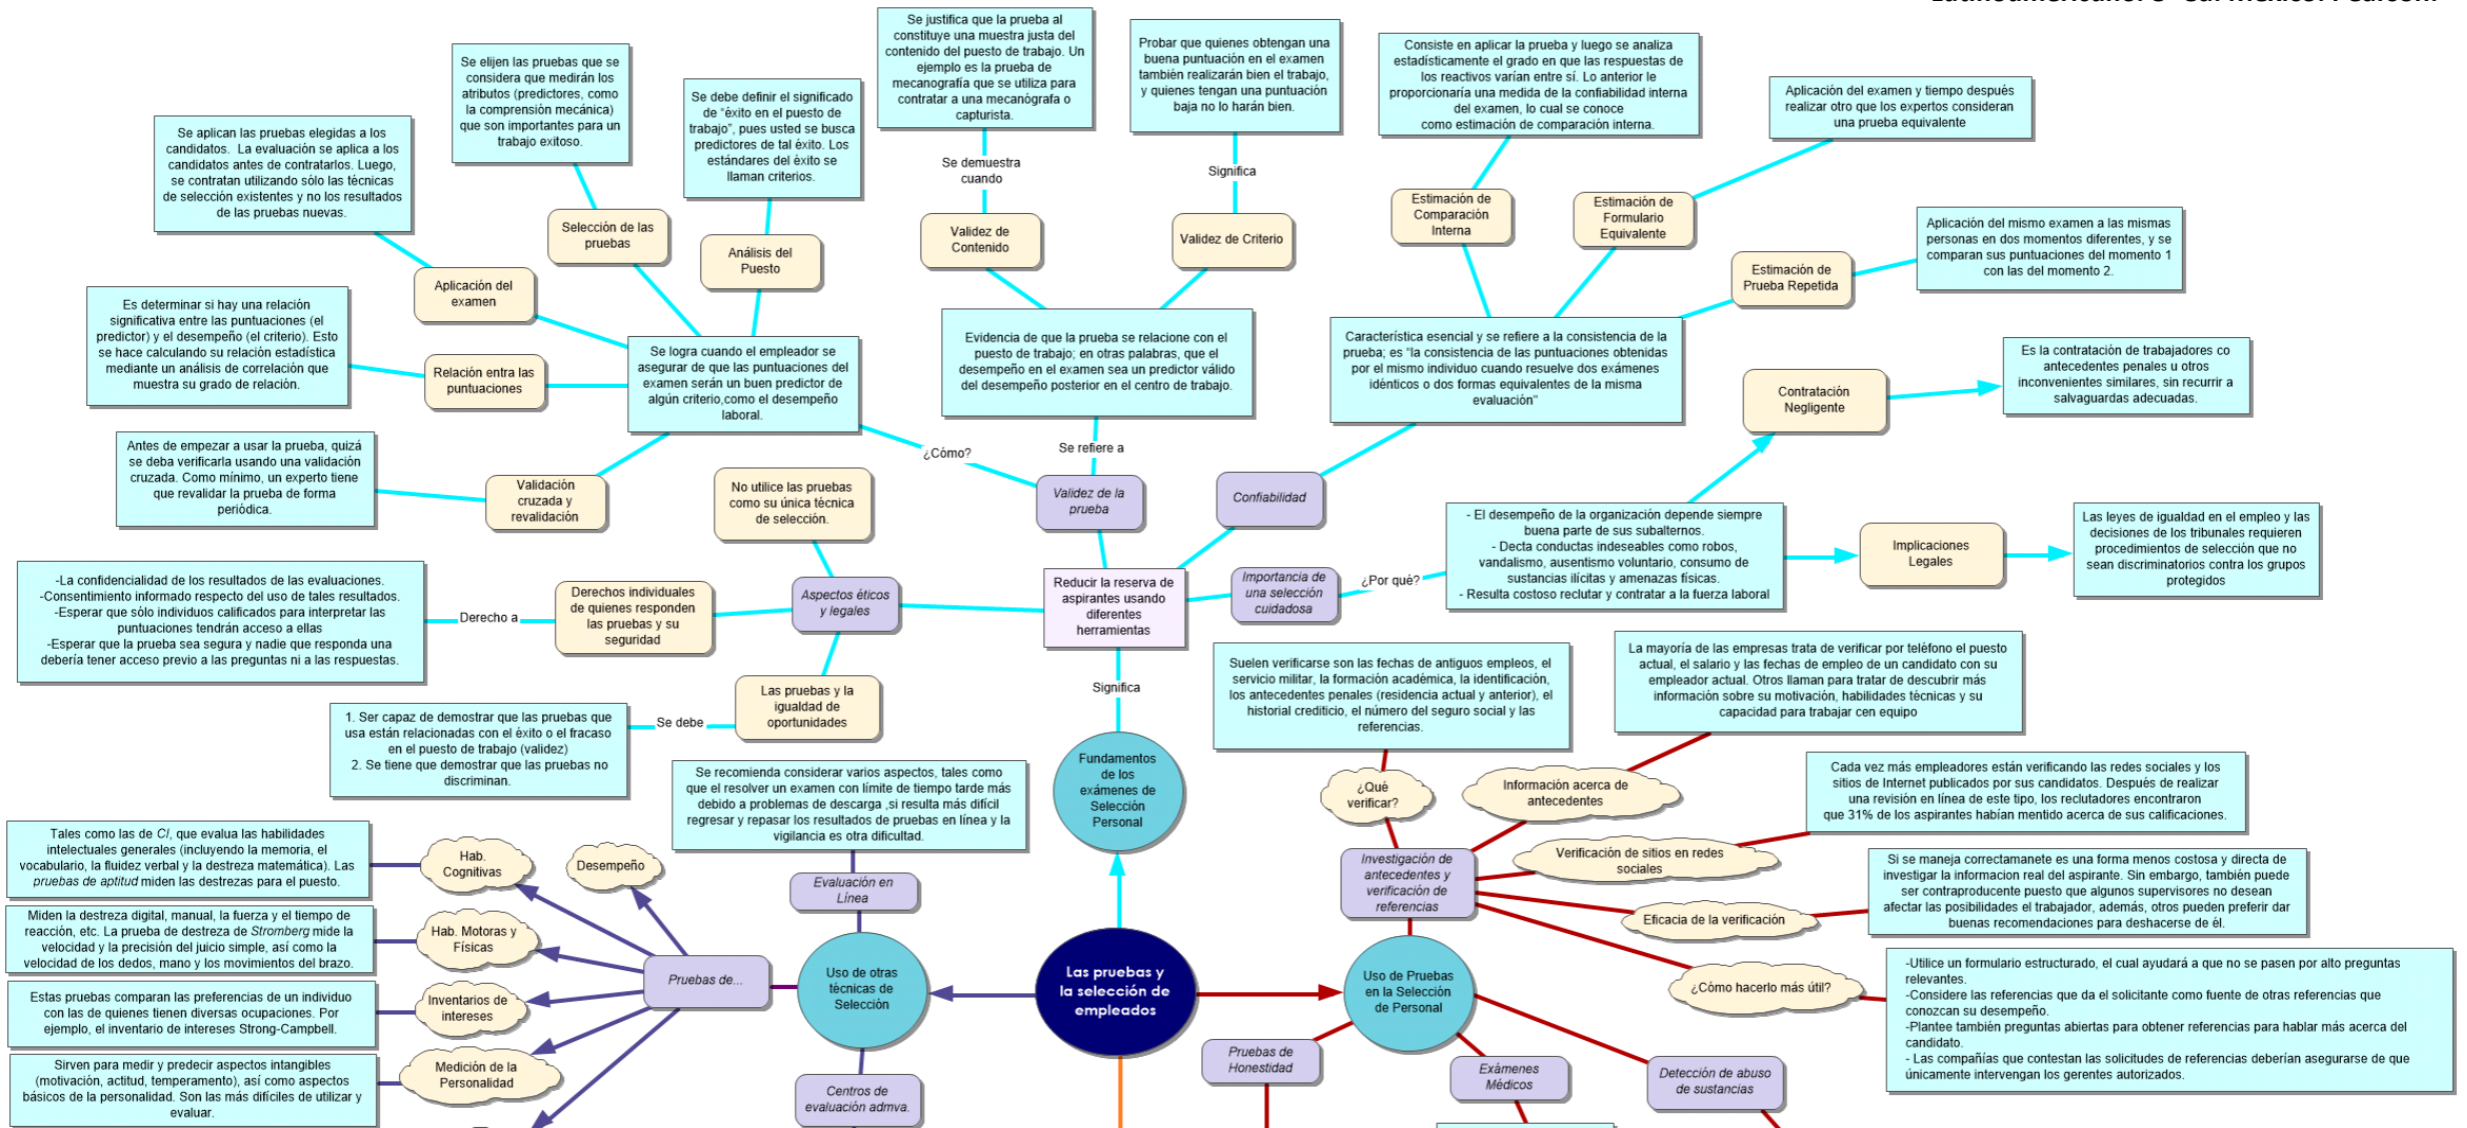 Se justifica que la prueba al
constituye una muestra justa del
contenido del puesto de trabajo. Un
ejemplo es la prueba de
mecanografía que se utiliza para
contratar a una mecanógrafa o
capturista.
Probar que quienes obtengan una
buena puntuación en el examen
también realizarán bien el trabajo,
y quienes tengan una puntuación
baja no lo harán bien.
Consiste en aplicar la prueba y luego se analiza
estadísticamente el grado en que las respuestas de
los reactivos varían entre sí. Lo anterior le
proporcionaría una medida de la confiabilidad interna
del examen, lo cual se conoce
como estimación de comparación interna.
Aplicación del examen y tiempo después
realizar otro que los expertos consideran
una prueba equivalente
Se elijen las pruebas que se
considera que medirán los
atributos (predictores, como
la comprensión mecánica)
que son importantes para un
trabajo exitoso.
Se debe definir el significado
de “éxito en el puesto de
trabajo”, pues usted se busca
predictores de tal éxito. Los
estándares del éxito se
llaman criterios.
Se aplican las pruebas elegidas a los
candidatos. La evaluación se aplica a los
candidatos antes de contratarlos. Luego,
se contratan utilizando sólo las técnicas
de selección existentes y no los resultados
de las pruebas nuevas.
Se demuestra
cuando
Significa
Selección de las
pruebas
Análisis del
Puesto
Validez de
Contenido
Validez de Criterio
Estimación de
Comparación
Interna
Estimación de
Formulario
Equivalente
Estimación de
Prueba Repetida
Aplicación del mismo examen a las mismas
personas en dos momentos diferentes, y se
comparan sus puntuaciones del momento 1
con las del momento 2.
Aplicación del
examen
Es determinar si hay una relación
significativa entre las puntuaciones (el
predictor) y el desempeño (el criterio). Esto
se hace calculando su relación estadística
mediante un análisis de correlación que
muestra su grado de relación.
Relación entra las
puntuaciones
Se logra cuando el empleador se
asegurar de que las puntuaciones del
examen serán un buen predictor de
algún criterio,como el desempeño
laboral.
Evidencia de que la prueba se relacione con el
puesto de trabajo; en otras palabras, que el
desempeño en el examen sea un predictor válido
del desempeño posterior en el centro de trabajo.
Característica esencial y se refiere a la consistencia de la
prueba; es “la consistencia de las puntuaciones obtenidas
por el mismo individuo cuando resuelve dos exámenes
idénticos o dos formas equivalentes de la misma
evaluación”
Contratación
Negligente
Es la contratación de trabajadores co
antecedentes penales u otros
inconvenientes similares, sin recurrir a
salvaguardas adecuadas.
Antes de empezar a usar la prueba, quizá
se deba verificarla usando una validación
cruzada. Como mínimo, un experto tiene
que revalidar la prueba de forma
periódica.
Validación
cruzada y
revalidación
¿Cómo?
Se refiere a
No utilice las pruebas
como su única técnica
de selección.
Validez de la
prueba
Confiabilidad
- El desempeño de la organización depende siempre
buena parte de sus subalternos.
- Decta conductas indeseables como robos,
vandalismo, ausentismo voluntario, consumo de
sustancias ilícitas y amenazas físicas.
- Resulta costoso reclutar y contratar a la fuerza laboral
Implicaciones
Legales
Las leyes de igualdad en el empleo y las
decisiones de los tribunales requieren
procedimientos de selección que no
sean discriminatorios contra los grupos
protegidos
-La confidencialidad de los resultados de las evaluaciones.
-Consentimiento informado respecto del uso de tales resultados.
-Esperar que sólo individuos calificados para interpretar las
puntuaciones tendrán acceso a ellas
-Esperar que la prueba sea segura y nadie que responda una
debería tener acceso previo a las preguntas ni a las respuestas.
Derecho a
Derechos individuales
de quienes responden
las pruebas y su
seguridad
Aspectos éticos
y legales
Reducir la reserva de
aspirantes usando
diferentes
herramientas
Importancia de
una selección
cuidadosa
¿Por qué?
1. Ser capaz de demostrar que las pruebas que
usa están relacionadas con el éxito o el fracaso
en el puesto de trabajo (validez)
2. Se tiene que demostrar que las pruebas no
discriminan.
Se debe
Las pruebas y la
igualdad de
oportunidades
Significa
Suelen verificarse son las fechas de antiguos empleos, el
servicio militar, la formación académica, la identificación,
los antecedentes penales (residencia actual y anterior), el
historial crediticio, el número del seguro social y las
referencias.
La mayoría de las empresas trata de verificar por teléfono el puesto
actual, el salario y las fechas de empleo de un candidato con su
empleador actual. Otros llaman para tratar de descubrir más
información sobre su motivación, habilidades técnicas y su
capacidad para trabajar cen equipo
Se recomienda considerar varios aspectos, tales como
que el resolver un examen con límite de tiempo tarde más
debido a problemas de descarga ,si resulta más difícil
regresar y repasar los resultados de pruebas en línea y la
vigilancia es otra dificultad.
Fundamentos
de los
exámenes de
Selección
Personal
¿Qué
verificar?
Información acerca de
antecedentes
Cada vez más empleadores están verificando las redes sociales y los
sitios de Internet publicados por sus candidatos. Después de realizar
una revisión en línea de este tipo, los reclutadores encontraron
que 31% de los aspirantes habían mentido acerca de sus calificaciones.
Tales como las de CI, que evalua las habilidades
intelectuales generales (incluyendo la memoria, el
vocabulario, la fluidez verbal y la destreza matemática). Las
pruebas de aptitud miden las destrezas para el puesto.
Hab.
Cognitivas
Desempeño
Evaluación en
Línea
Investigación de
antecedentes y
verificación de
referencias
Verificación de sitios en redes
sociales
Si se maneja correctamanete es una forma menos costosa y directa de
investigar la informacion real del aspirante. Sin embargo, también puede
ser contraproducente puesto que algunos supervisores no desean
afectar las posibilidades el trabajador, además, otros pueden preferir dar
buenas recomendaciones para deshacerse de él.
Miden la destreza digital, manual, la fuerza y el tiempo de
reacción, etc. La prueba de destreza de Stromberg mide la
velocidad y la precisión del juicio simple, así como la
velocidad de los dedos, mano y los movimientos del brazo.
Hab. Motoras y
Físicas
Eficacia de la verificación
Pruebas de...
Uso de otras
técnicas de
Selección
Las pruebas y
la selección de
empleados
Uso de Pruebas
en la Selección
de Personal
¿Cómo hacerlo más útil?
-Utilice un formulario estructurado, el cual ayudará a que no se pasen por alto preguntas
relevantes.
-Considere las referencias que da el solicitante como fuente de otras referencias que
conozcan su desempeño.
-Plantee también preguntas abiertas para obtener referencias para hablar más acerca del
candidato.
- Las compañías que contestan las solicitudes de referencias deberían asegurarse de que
únicamente intervengan los gerentes autorizados.
Estas pruebas comparan las preferencias de un individuo
con las de quienes tienen diversas ocupaciones. Por
ejemplo, el inventario de intereses Strong-Campbell.
Inventarios de
intereses
Sirven para medir y predecir aspectos intangibles
(motivación, actitud, temperamento), así como aspectos
básicos de la personalidad. Son las más difíciles de utilizar y
evaluar.
Medición de la
Personalidad
Centros de
evaluación admva.
Pruebas de
Honestidad
Exámenes
Médicos
Detección de abuso
de sustancias